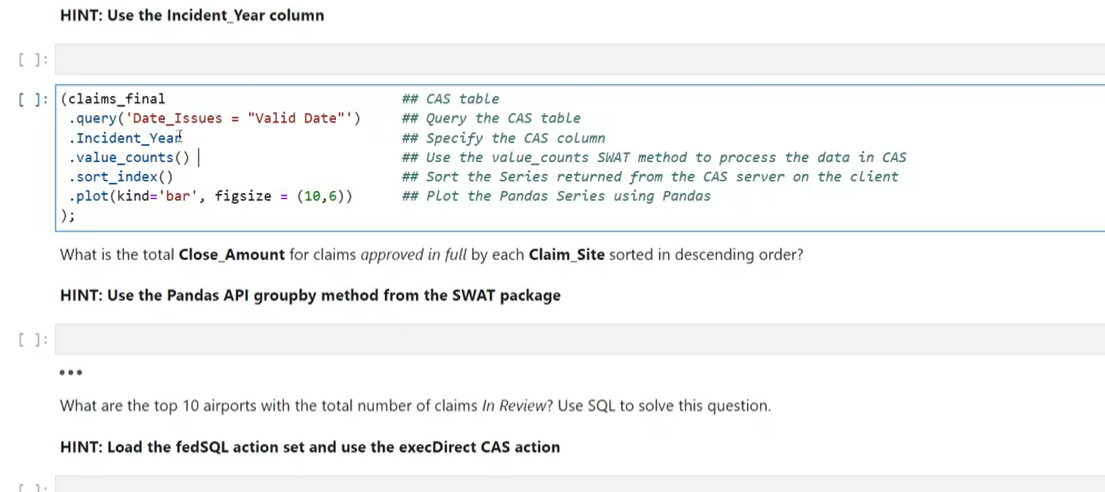 HINT: Use the Incident_Year column
[ ]:
[ ]: (claims_final ## CAS table
.query('Date_Issues = "Valid Date"') ## Query the CAS table
.Incident_Year ## Specify the CAS column
.value_counts() ## Use the value_counts SWAT method to process the data in CAS
.sort_index() ## Sort the Series returned from the CAS server on the client
.plot(kind='bar', figsize = (10,6)) ## Plot the Pandas Series using Pandas
);
What is the total Close_Amount for claims approved in full by each Claim_Site sorted in descending order?
HINT: Use the Pandas API groupby method from the SWAT package
[ ]:
•••
What are the top 10 airports with the total number of claims In Review? Use SQL to solve this question.
HINT: Load the fedSQL action set and use the execDirect CAS action
[ ]: